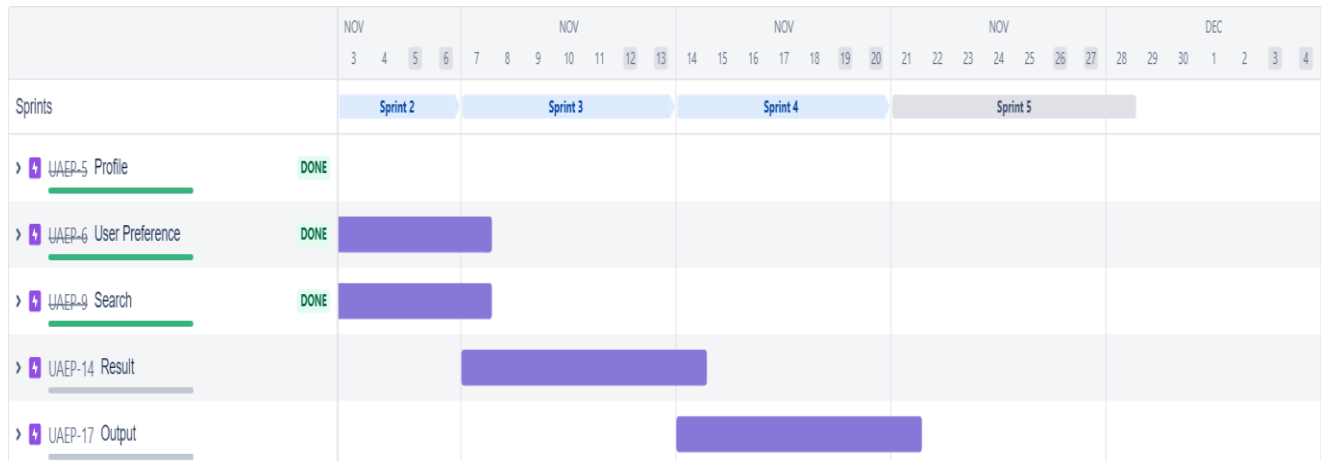 NOV NOV NOV NOV DEC
3 4 5 6 7 8 9 10 11 12 13 14 15 16 17 18 19 20 21 22 23 24 25 26 27 28 29 30 1 2 3 4
Sprints Sprint 2 Sprint 3 Sprint 4 Sprint 5
UAEP-5 Profile DONE
UAEP-6 User Preference DONE
UAEP-9 Search DONE
UAEP-14 Result
UAEP-17 Output